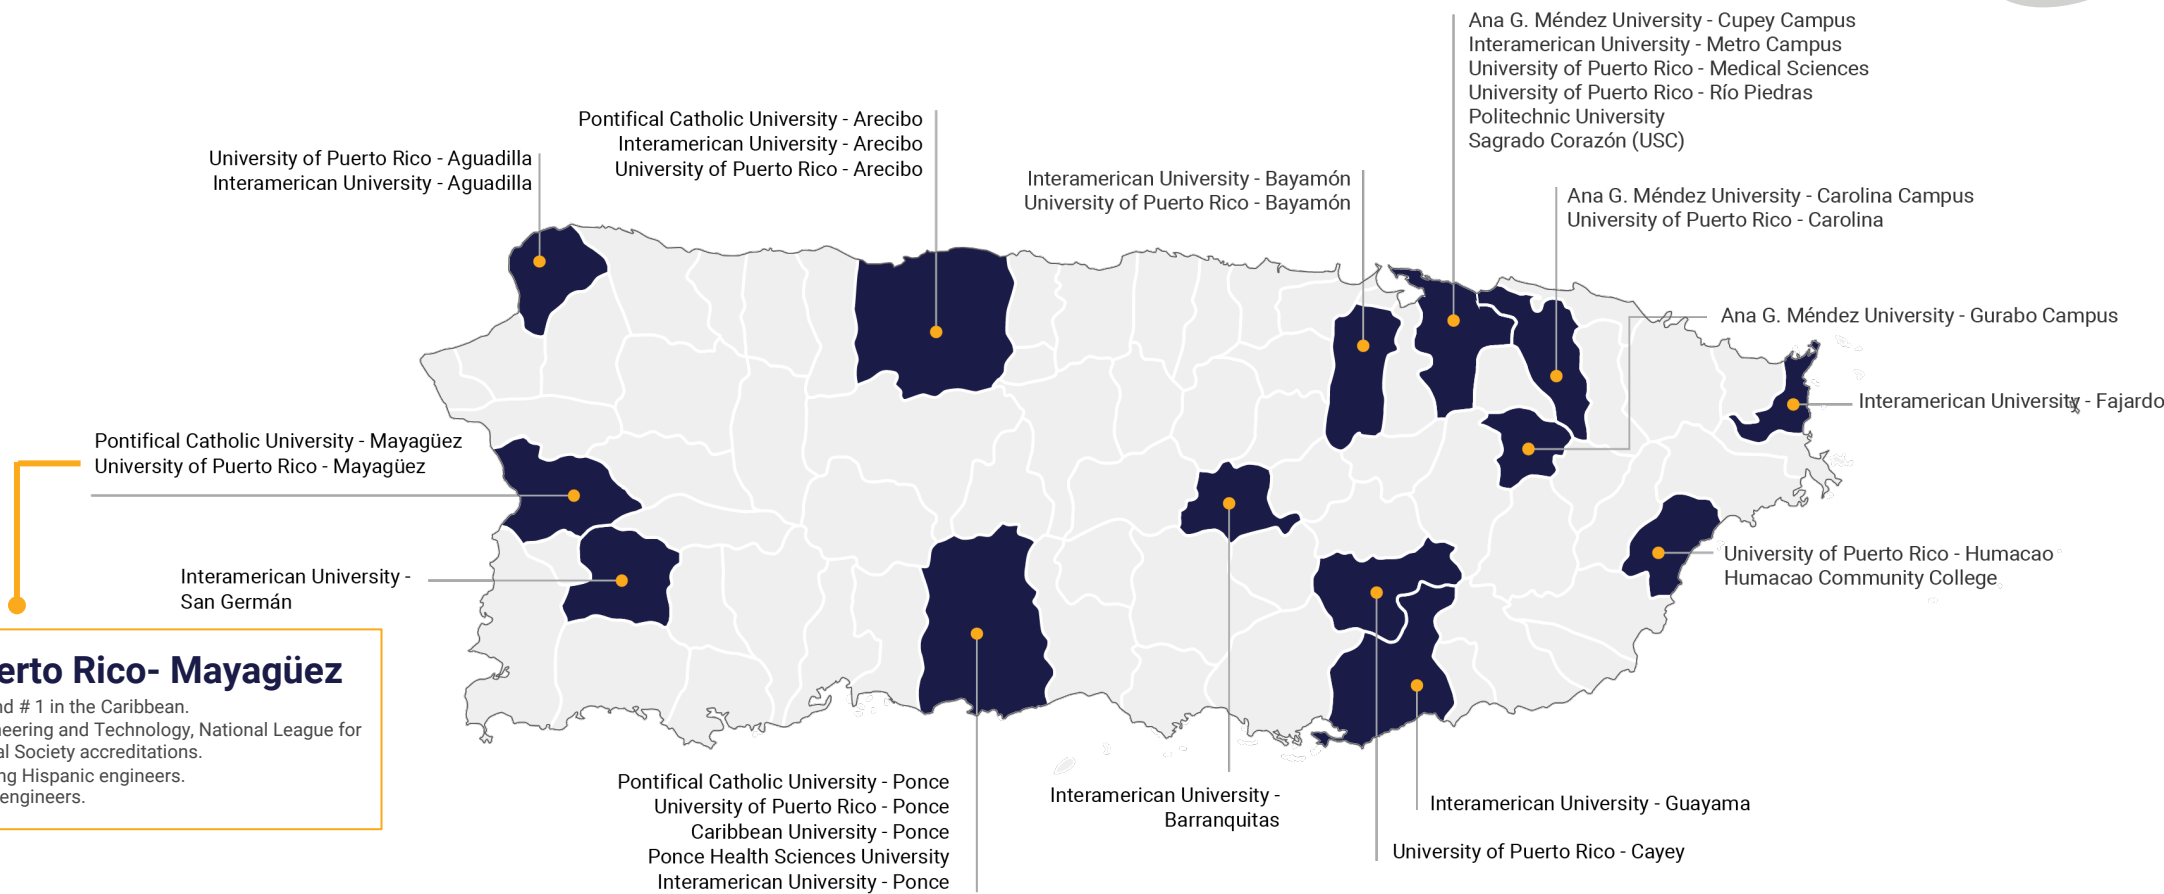 Ana G. Méndez University - Cupey Campus
Interamerican University - Metro Campus
University of Puerto Rico - Medical Sciences
University of Puerto Rico - Río Piedras
Politechnic University
Sagrado Corazón (USC)
Pontifical Catholic University - Arecibo
Interamerican University - Arecibo
University of Puerto Rico - Arecibo
University of Puerto Rico - Aguadilla
Interamerican University - Aguadilla
Interamerican University - Bayamón
University of Puerto Rico - Bayamón
Ana G. Méndez University - Carolina Campus
University of Puerto Rico - Carolina
Ana G. Méndez University - Gurabo Campus
Interamerican University - Fajardo
Pontifical Catholic University - Mayagüez
University of Puerto Rico - Mayagüez
University of Puerto Rico - Humacao
Humacao Community College
Interamerican University -
San Germán
erto Rico- Mayagüez
nd # 1 in the Caribbean.
neering and Technology, National League for
al Society accreditations.
ng Hispanic engineers.
engineers.
Pontifical Catholic University - Ponce
University of Puerto Rico - Ponce
Caribbean University - Ponce
Ponce Health Sciences University
Interamerican University - Ponce
Interamerican University -
Barranquitas
Interamerican University - Guayama
University of Puerto Rico - Cayey